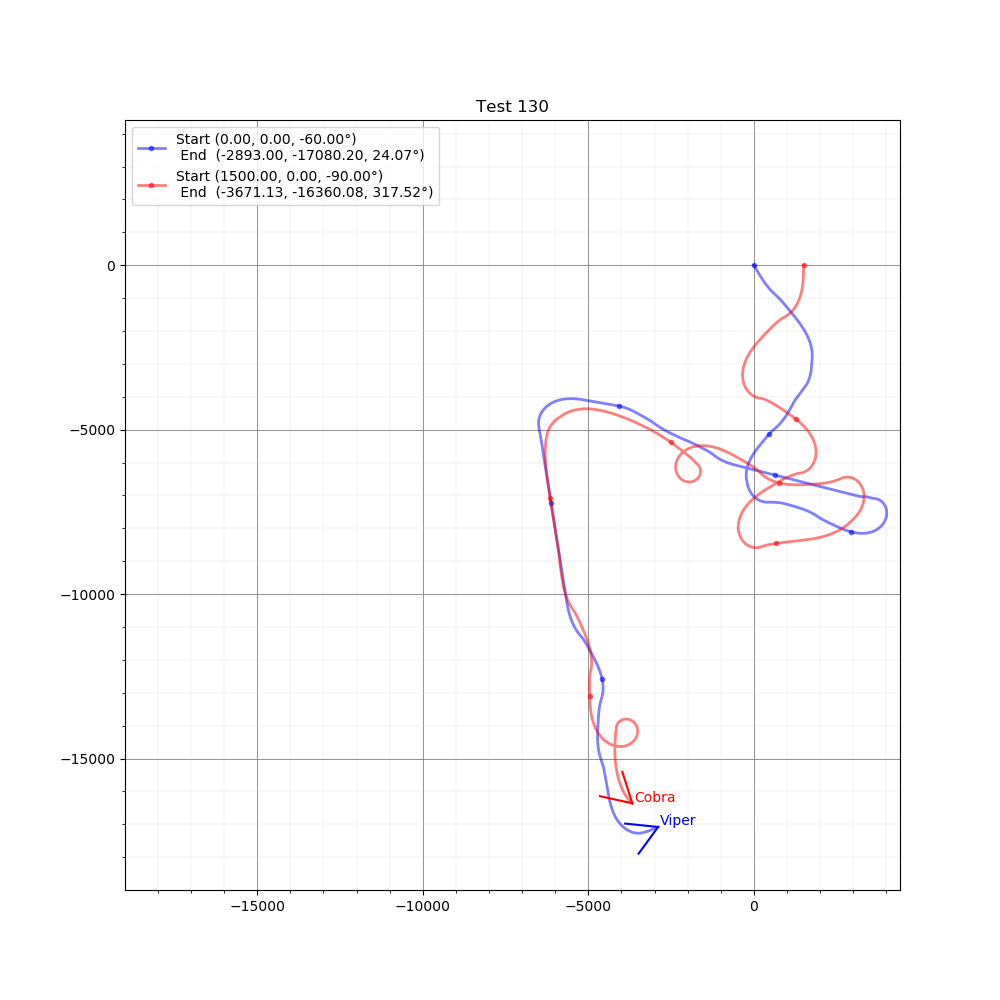 Test 130
Start (0.00, 0.00, -60.00°)
End  (-2893.00, -17080.20, 24.07°)
Start (1500.00, 0.00, -90.00°)
End  (-3671.13, -16360.08, 317.52°)
0
−5000
−10000
−15000
Cobra
Viper
−15000
−10000
−5000
0